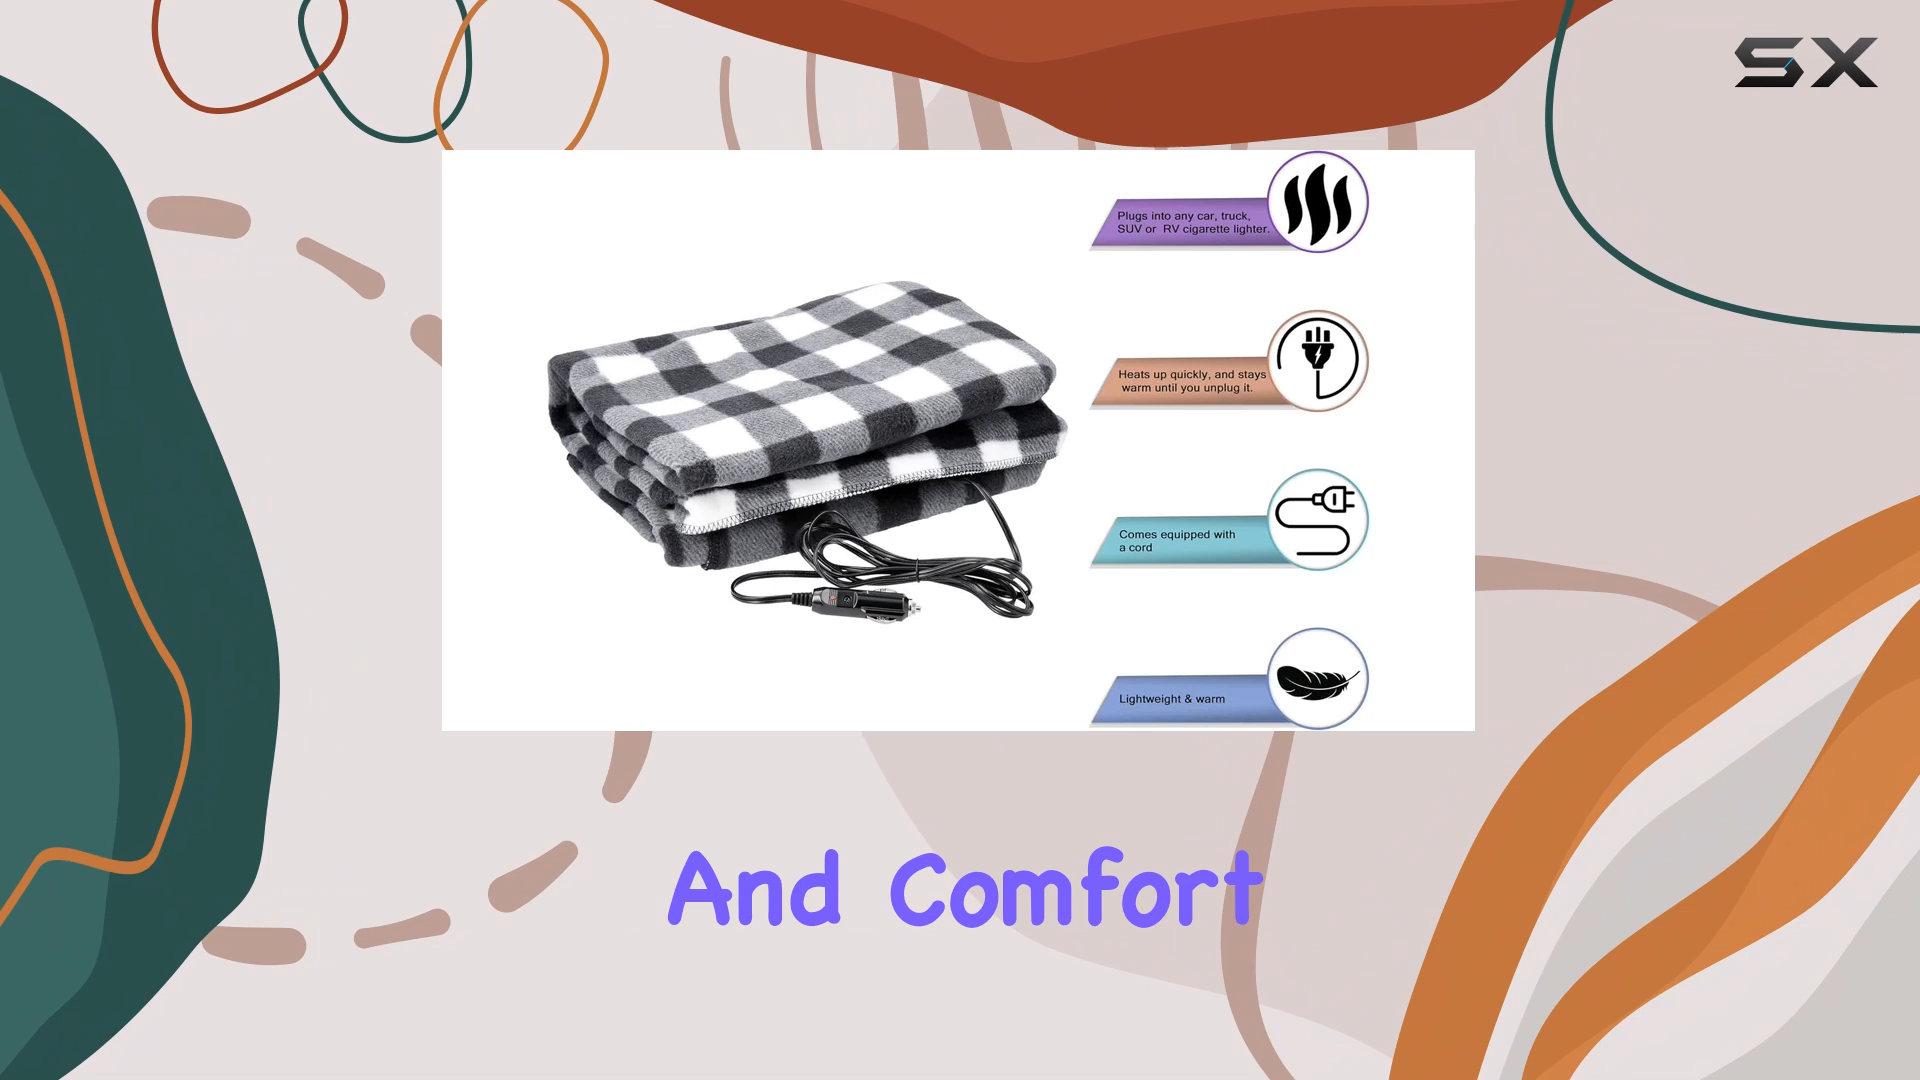 SX
Plugs into any car, truck,
SUV or RV cigarette lighter.
Heats up quickly, and stays
warm until you unplug it.
Comes equipped with
a cord
Lightweight & warm
And Comfort